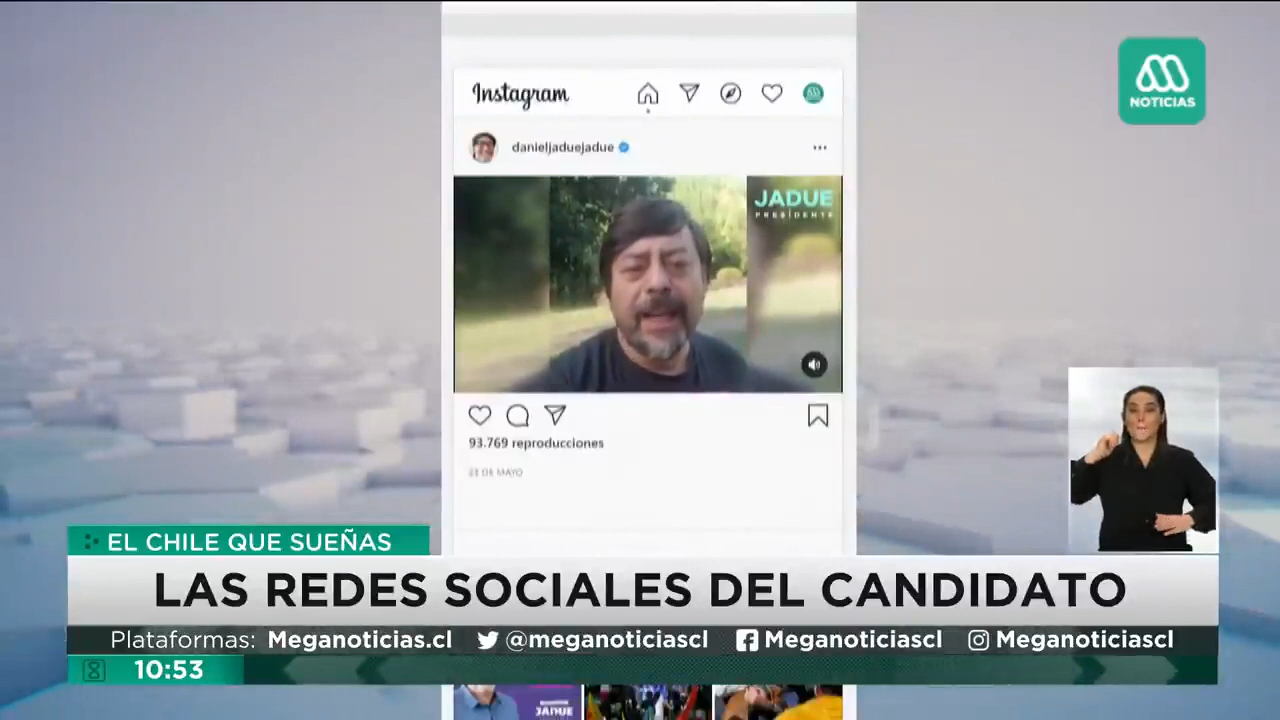 Instagram
NOTICIAS
danieljaduejadue
JADUE
PRESIDENTE
93.769 reproducciones
23 DE MAYO
EL CHILE QUE SUEÑAS
LAS REDES SOCIALES DEL CANDIDATO
Plataformas: Meganoticias.cl @meganoticiascl Meganoticiascl Meganoticiascl
10:53
JADUE